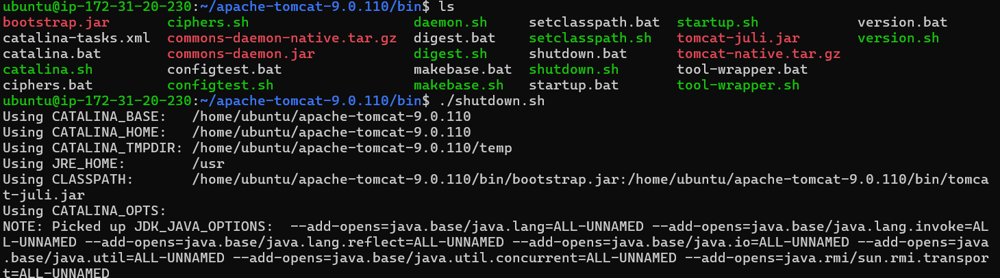 ubuntu@ip-172-31-20-230:~/apache-tomcat-9.0.110/bin$ ls
bootstrap.jar ciphers.sh daemon.sh setclasspath.bat startup.sh version.bat
catalina-tasks.xml commons-daemon-native.tar.gz digest.bat setclasspath.sh tomcat-juli.jar version.sh
catalina.bat commons-daemon.jar digest.sh shutdown.bat tomcat-native.tar.gz
catalina.sh configtest.bat makebase.bat shutdown.sh tool-wrapper.bat
ciphers.bat configtest.sh makebase.sh startup.bat tool-wrapper.sh
ubuntu@ip-172-31-20-230:~/apache-tomcat-9.0.110/bin$ ./shutdown.sh
Using CATALINA_BASE: /home/ubuntu/apache-tomcat-9.0.110
Using CATALINA_HOME: /home/ubuntu/apache-tomcat-9.0.110
Using CATALINA_TMPDIR: /home/ubuntu/apache-tomcat-9.0.110/temp
Using JRE_HOME: /usr
Using CLASSPATH: /home/ubuntu/apache-tomcat-9.0.110/bin/bootstrap.jar:/home/ubuntu/apache-tomcat-9.0.110/bin/tomca
t-juli.jar
Using CATALINA_OPTS:
NOTE: Picked up JDK_JAVA_OPTIONS: --add-opens=java.base/java.lang=ALL-UNNAMED --add-opens=java.base/java.lang.invoke=AL
L-UNNAMED --add-opens=java.base/java.lang.reflect=ALL-UNNAMED --add-opens=java.base/java.io=ALL-UNNAMED --add-opens=java
.base/java.util=ALL-UNNAMED --add-opens=java.base/java.util.concurrent=ALL-UNNAMED --add-opens=java.rmi/sun.rmi.transpor
t=ALL-UNNAMED